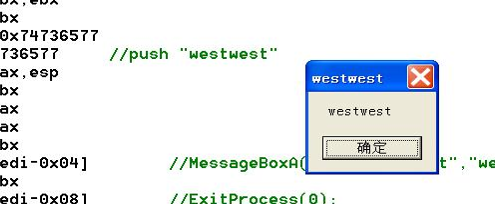 bx,ebx
bx
0x74736577
736577 //push "westwest"
ax,esp
bx
ax
ax
bx
edi-0x04] //MessageBoxA( t","we
bx
edi-0x08] //ExitProcess(0);
westwest
westwest
确定